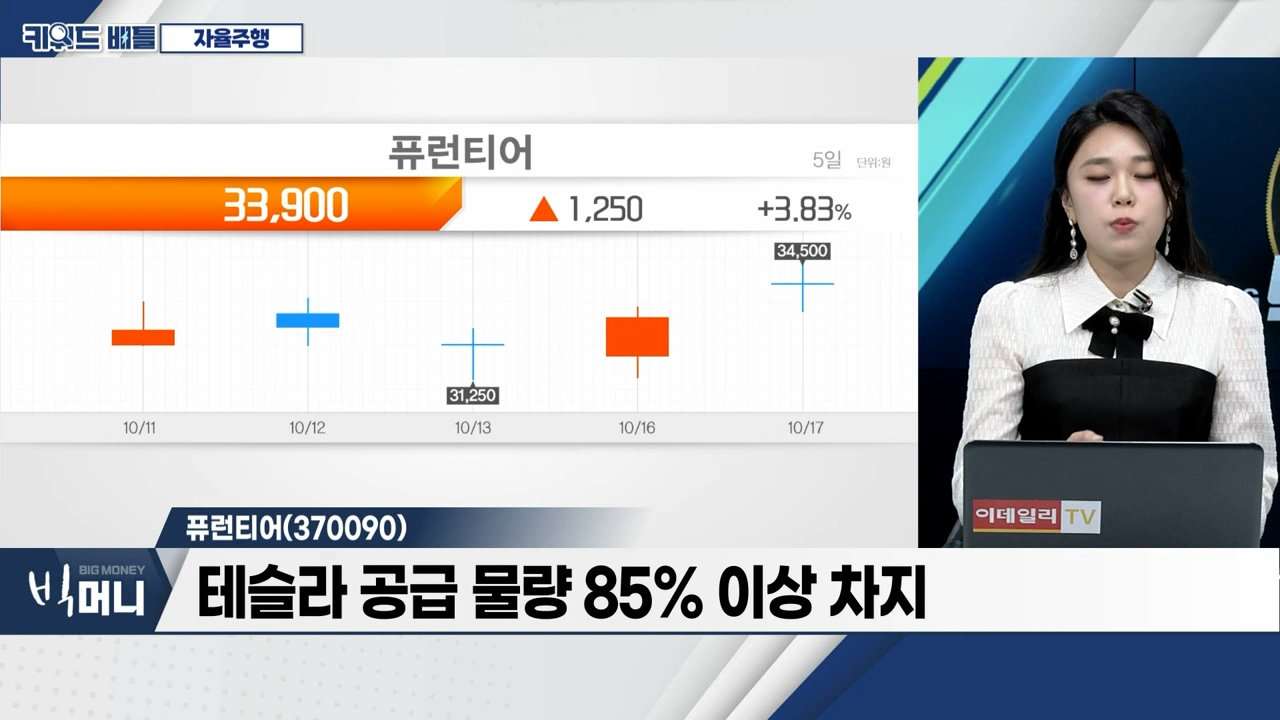 키워드 배틀 자율주행
퓨런티어
5일 단위:원
33,900 ▲ 1,250 +3.83%
34,500
31,250
10/11 10/12 10/13 10/16 10/17
이데일리 TV
퓨런티어(370090)
BIG MONEY
빅머니
테슬라 공급 물량 85% 이상 차지